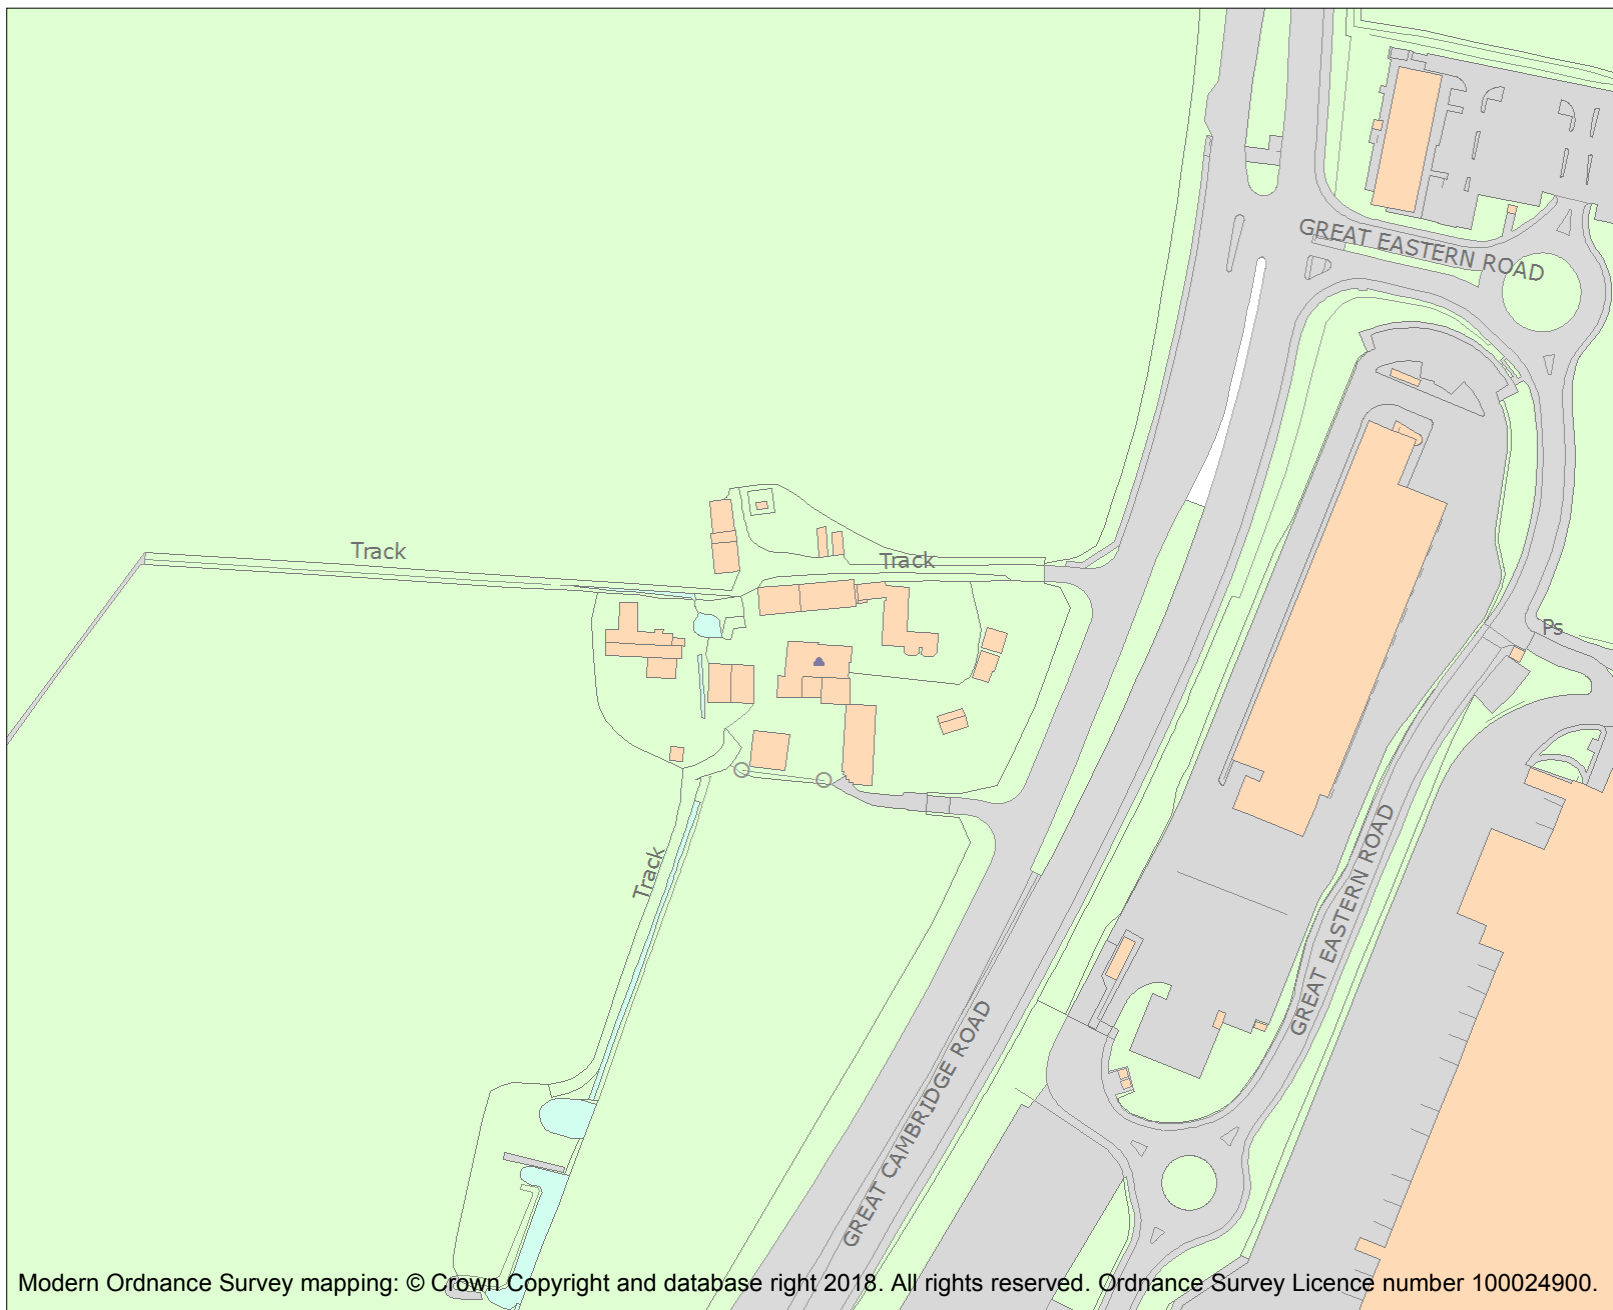 GREAT EASTERN ROAD
Track
Track
Ps
Track
GREAT EASTERN ROAD
GREAT CAMBRIDGE ROAD
Modern Ordnance Survey mapping: © Crown Copyright and database right 2018. All rights reserved. Ordnance Survey Licence number 100024900.